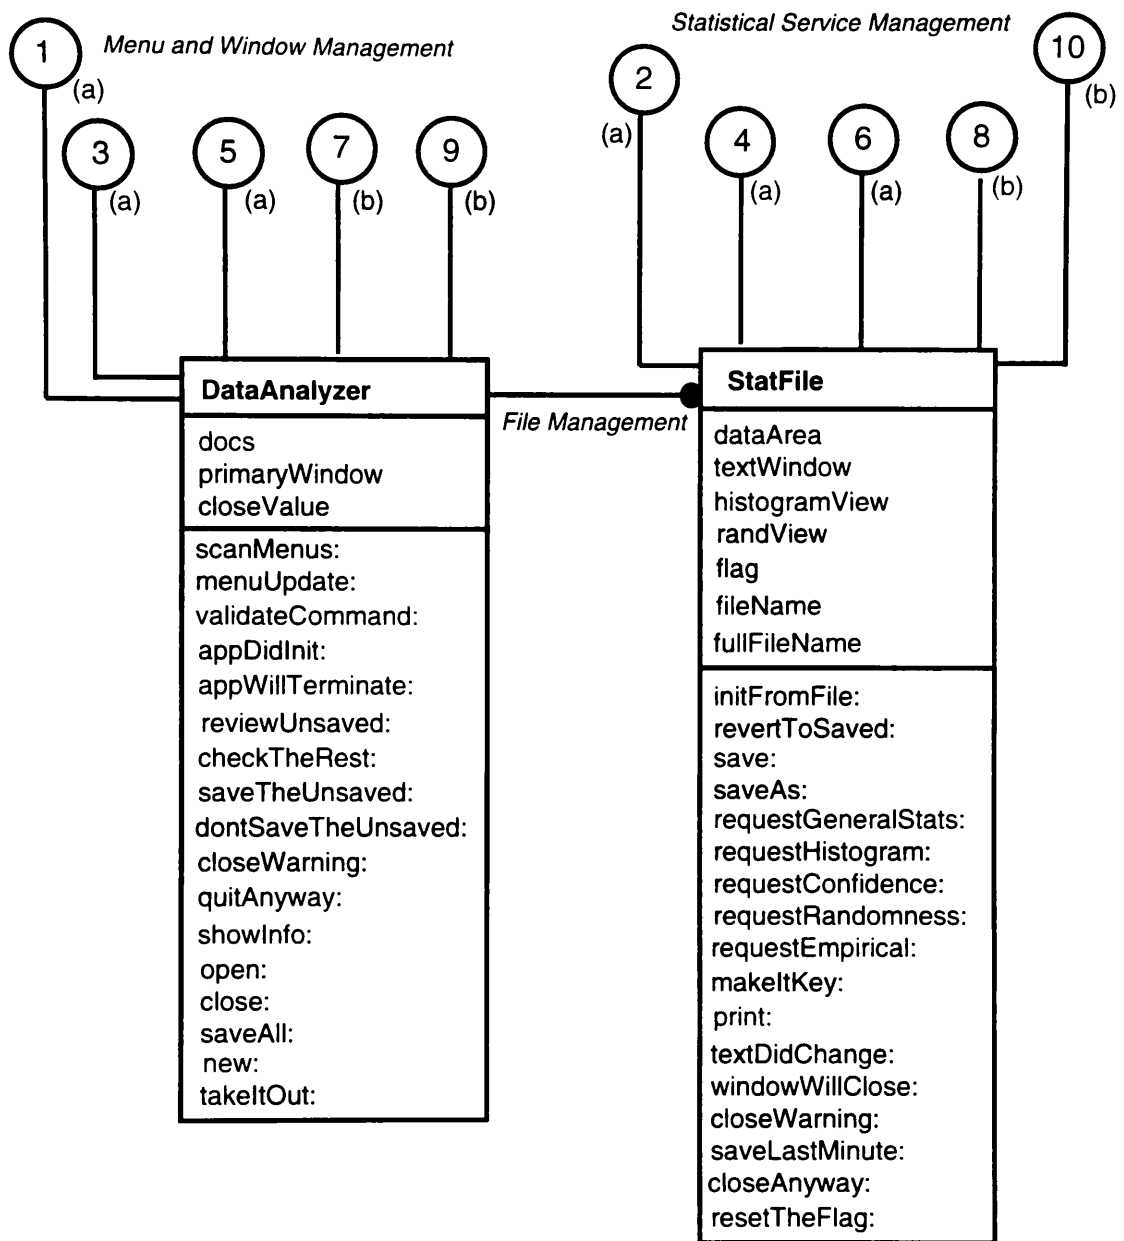 1
Menu and Window Management
(a)
3
(a)
5
(a)
7
(b)
9
(b)
Statistical Service Management
2
(a)
4
(a)
6
(a)
8
(b)
10
(b)
DataAnalyzer
docs
primaryWindow
closeValue
scanMenus:
menuUpdate:
validateCommand:
appDidInit:
appWillTerminate:
reviewUnsaved:
checkTheRest:
saveTheUnsaved:
dontSaveTheUnsaved:
closeWarning:
quitAnyway:
showInfo:
open:
close:
saveAll:
new:
takeItOut:
File Management
StatFile
dataArea
textWindow
histogramView
randView
flag
fileName
fullFileName
initFromFile:
revertToSaved:
save:
saveAs:
requestGeneralStats:
requestHistogram:
requestConfidence:
requestRandomness:
requestEmpirical:
makeItKey:
print:
textDidChange:
windowWillClose:
closeWarning:
saveLastMinute:
closeAnyway:
resetTheFlag: